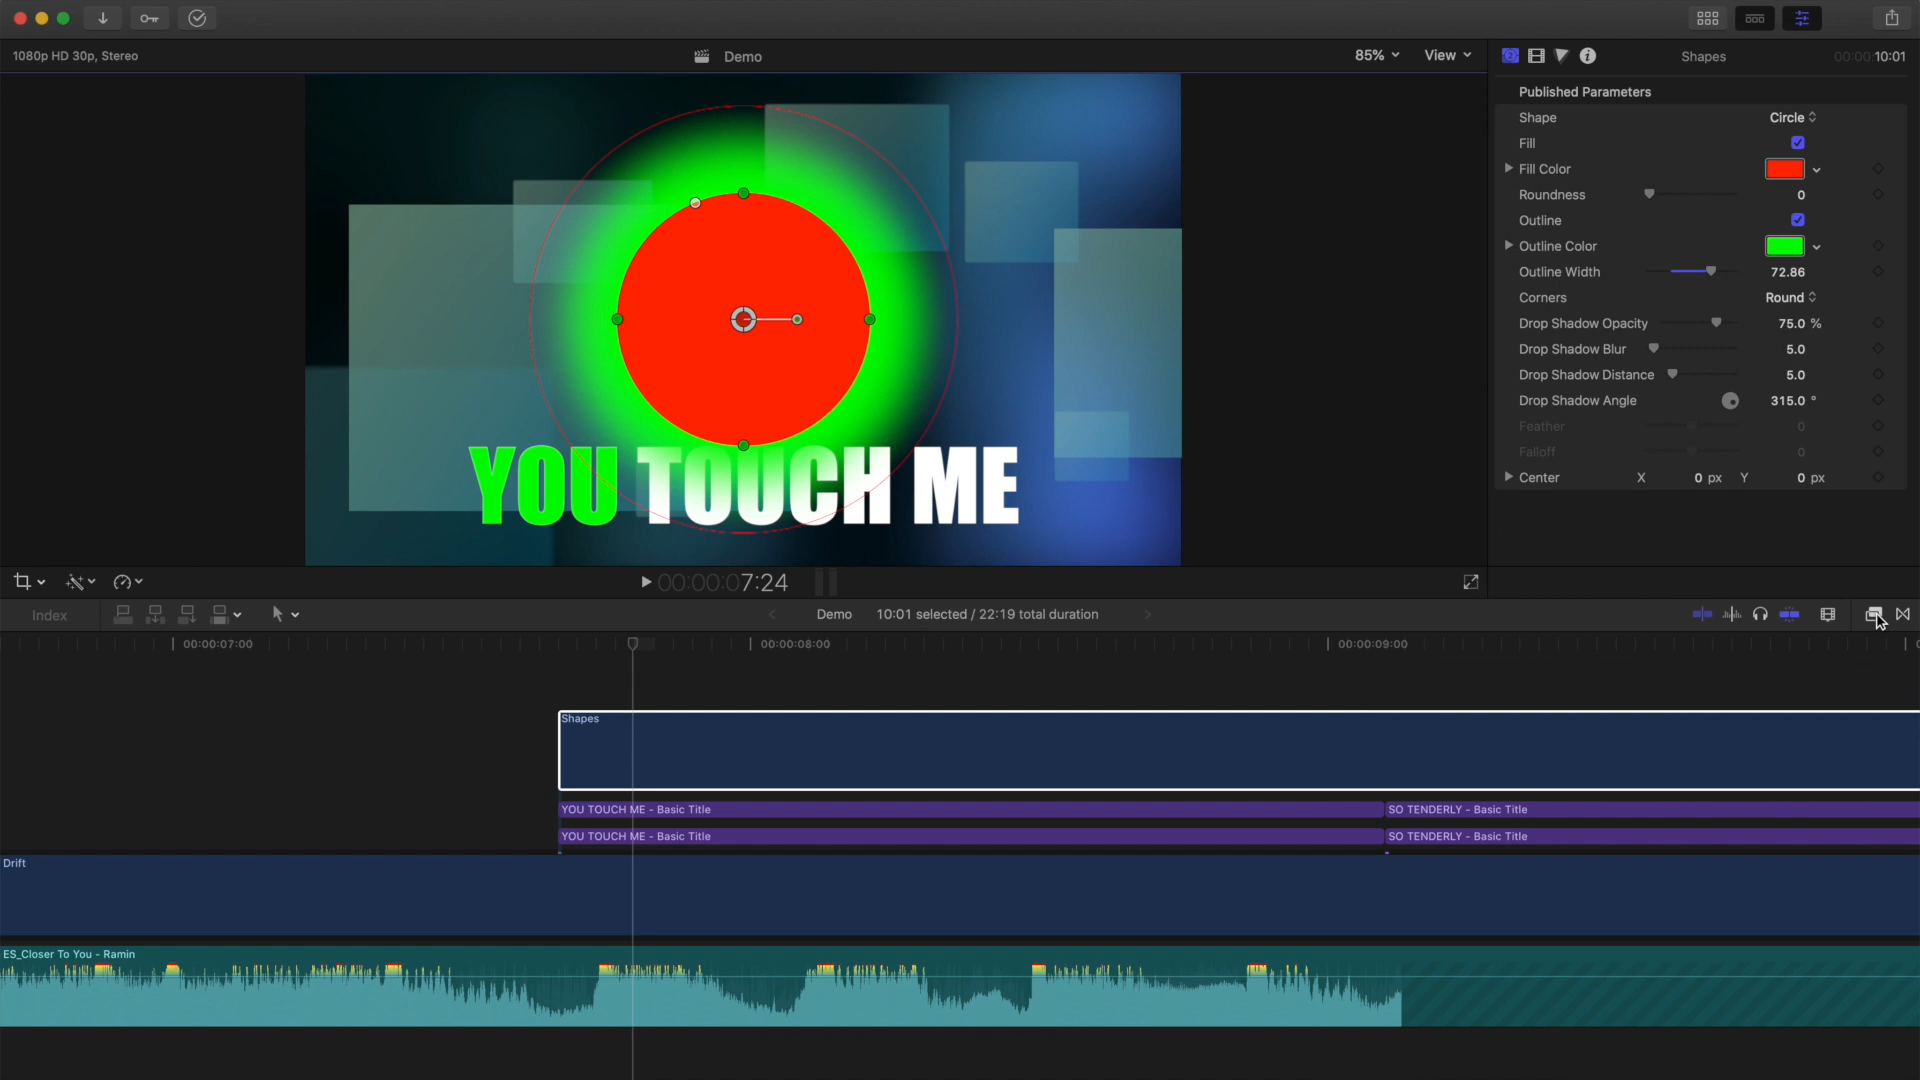 1080p HD 30p, Stereo
Demo
85%
View
Shapes
00:00:10:01
Published Parameters
Shape
Circle
Fill
Fill Color
Roundness
0
Outline
Outline Color
Outline Width
72.86
Corners
Round
Drop Shadow Opacity
75.0 %
Drop Shadow Blur
5.0
Drop Shadow Distance
5.0
Drop Shadow Angle
315.0 °
Feather
0
Falloff
0
Center
X
0 px
Y
0 px
YOU TOUCH ME
00:00:07:24
Index
Demo
10:01 selected / 22:19 total duration
00:00:07:00
00:00:08:00
00:00:09:00
Shapes
YOU TOUCH ME - Basic Title
SO TENDERLY - Basic Title
YOU TOUCH ME - Basic Title
SO TENDERLY - Basic Title
Drift
ES_Closer To You - Ramin